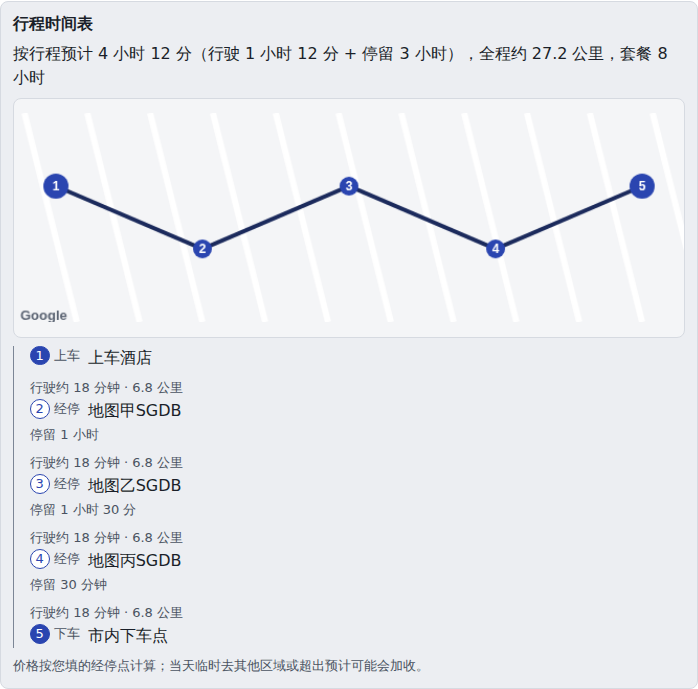 行程时间表
按行程预计 4 小时 12 分（行驶 1 小时 12 分 + 停留 3 小时），全程约 27.2 公里，套餐 8
小时
1
2
3
4
5
Google
1 上车 上车酒店
行驶约 18 分钟 · 6.8 公里
2 经停 地图甲SGDB
停留 1 小时
行驶约 18 分钟 · 6.8 公里
3 经停 地图乙SGDB
停留 1 小时 30 分
行驶约 18 分钟 · 6.8 公里
4 经停 地图丙SGDB
停留 30 分钟
行驶约 18 分钟 · 6.8 公里
5 下车 市内下车点
价格按您填的经停点计算；当天临时去其他区域或超出预计可能会加收。